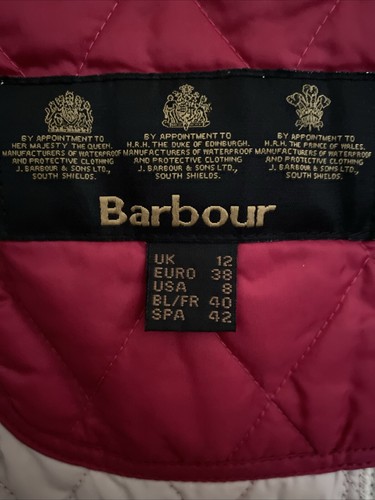 BY APPOINTMENT TO
HER MAJESTY THE QUEEN.
MANUFACTURERS OF WATERPROOF
AND PROTECTIVE CLOTHING
J. BARBOUR & SONS LTD.,
SOUTH SHIELDS.
BY APPOINTMENT TO
H.R.H. THE DUKE OF EDINBURGH.
MANUFACTURERS OF WATERPROOF
AND PROTECTIVE CLOTHING
J. BARBOUR & SONS LTD.,
SOUTH SHIELDS.
BY APPOINTMENT TO
H.R.H. THE PRINCE OF WALES.
MANUFACTURERS OF WATERPROOF
AND PROTECTIVE CLOTHING
J. BARBOUR & SONS LTD.,
SOUTH SHIELDS.
Barbour
UK 12
EURO 38
USA 8
BL/FR 40
SPA 42